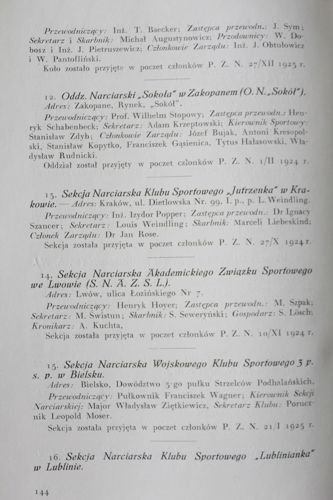 Przewodniczący: Inż. T. Baecker; Zastępca przewodn.: J. Sym;
Sekretarz i Skarbnik: Michał Augustynowicz; Przodownicy: W. Do-
bosz i Inż. J. Pietruszewicz; Członkowie Zarządu: Inż. J. Obtułowicz
i W. Pantofliński.
Koło zostało przyjęte w poczet członków P. Z. N. 27/XII 1925 r.
12. Oddz. Narciarski „Sokoła" w Zakopanem (O. N. „Sokół").
Adres: Zakopane, Rynek, „Sokół".
Przewodniczący: Prof. Wilhelm Stopowy; Zastępca przewodn.: Hen-
ryk Schabenbeck; Sekretarz: Adam Krzeptowski; Kierownik Sportowy:
Stanisław Zdyb; Członkowie Zarządu: Józef Bujak, Antoni Kresopol-
ski, Stanisław Kopytko, Franciszek Gąsienica, Tytus Hałasowski, Wła-
dysław Rudnicki.
Oddział został przyjęty w poczet członków P. Z. N. 1/II 1924 r.
13. Sekcja Narciarska Klubu Sportowego „Jutrzenka" w Kra-
kowie. — Adres: Kraków, ul. Dietlowska Nr. 99. I. p., p. L. Weindling.
Przewodniczący: Inż. Izydor Popper; Zastępca przewodn.: Dr Ignacy
Szancer; Sekretarz: Louis Weindling; Skarbnik: Marceli Liebeskind;
Członek Zarządu: Dr Jan Rose.
Sekcja została przyjęta w poczet członków P. Z. N. 27/X 1924 r.
14. Sekcja Narciarska Akademickiego Związku Sportowego
we Lwowie (S. N. A. Z. S. L.).
Adres: Lwów, ulica Łozińskiego Nr 7.
Przewodniczący: Henryk Hoyer; Zastępca przewodn.: M. Szpak;
Sekretarz: M. Świstun; Skarbnik: S. Seweryński; Gospodarz: S. Lösch;
Kronikarz: A. Kuchta,
Sekcja została przyjęta w poczet członków P. Z. N. 10/XI 1924 r.
15. Sekcja Narciarska Wojskowego Klubu Sportowego 3 p.
s. p. w Bielsku.
Adres: Bielsko, Dowództwo 3-go pułku Strzelców Podhalańskich.
Przewodniczący: Pułkownik Franciszek Wagner; Kierownik Sekcji
Narciarskiej: Major Władysław Ziętkiewicz, Sekretarz Klubu: Porucz-
nik Leopold Moser.
Sekcja została przyjęta w poczet członków P. Z. N. 21/I 1925 r.
16. Sekcja Narciarska Klubu Sportowego „Lublinianka"
w Lublinie.
144